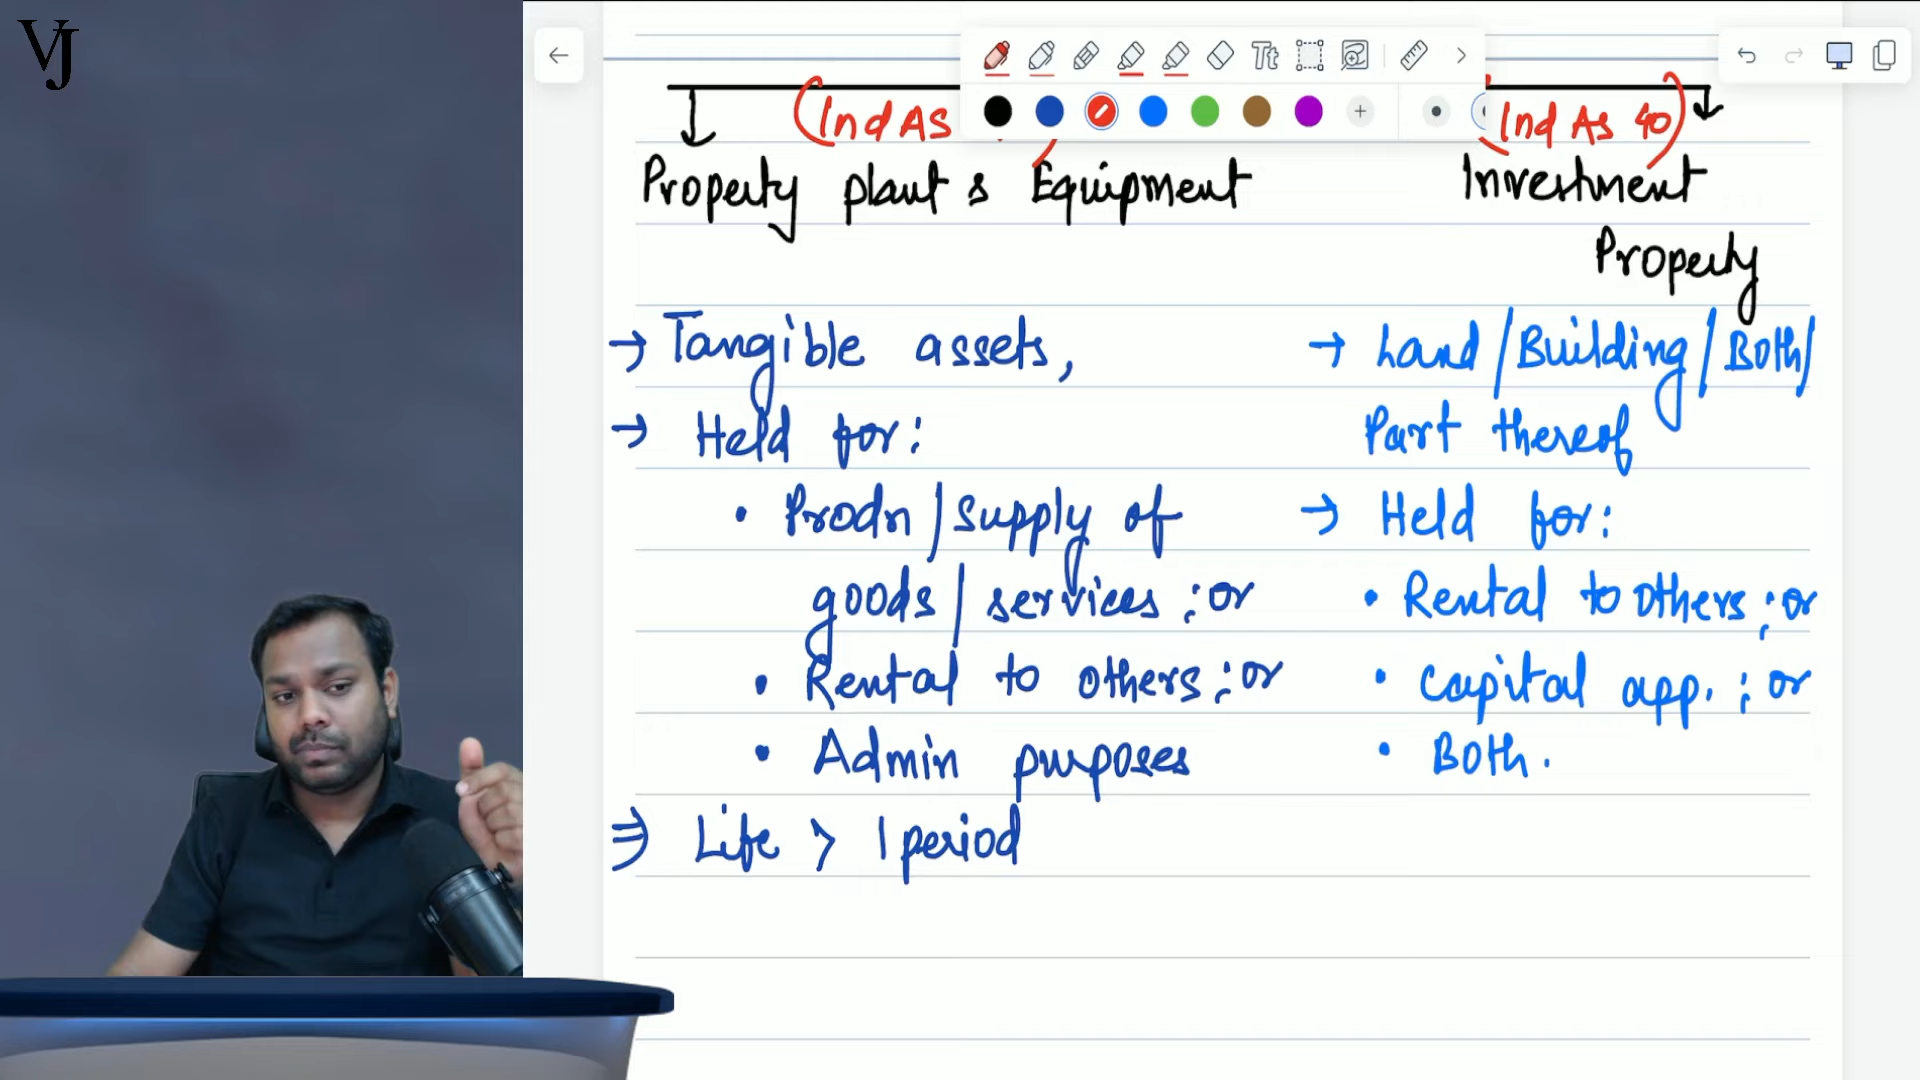 VJ
Tt
(Ind AS
(Ind AS 40)
Property plant & Equipment
Investment
Property
→ Tangible assets,
→ Held for:
• Prodn/supply of
goods/services; or
• Rental to others; or
• Admin purposes
⇒ Life > 1 period
→ Land/Building/Both/
Part thereof
→ Held for:
• Rental to others; or
• Capital app.; or
• Both.